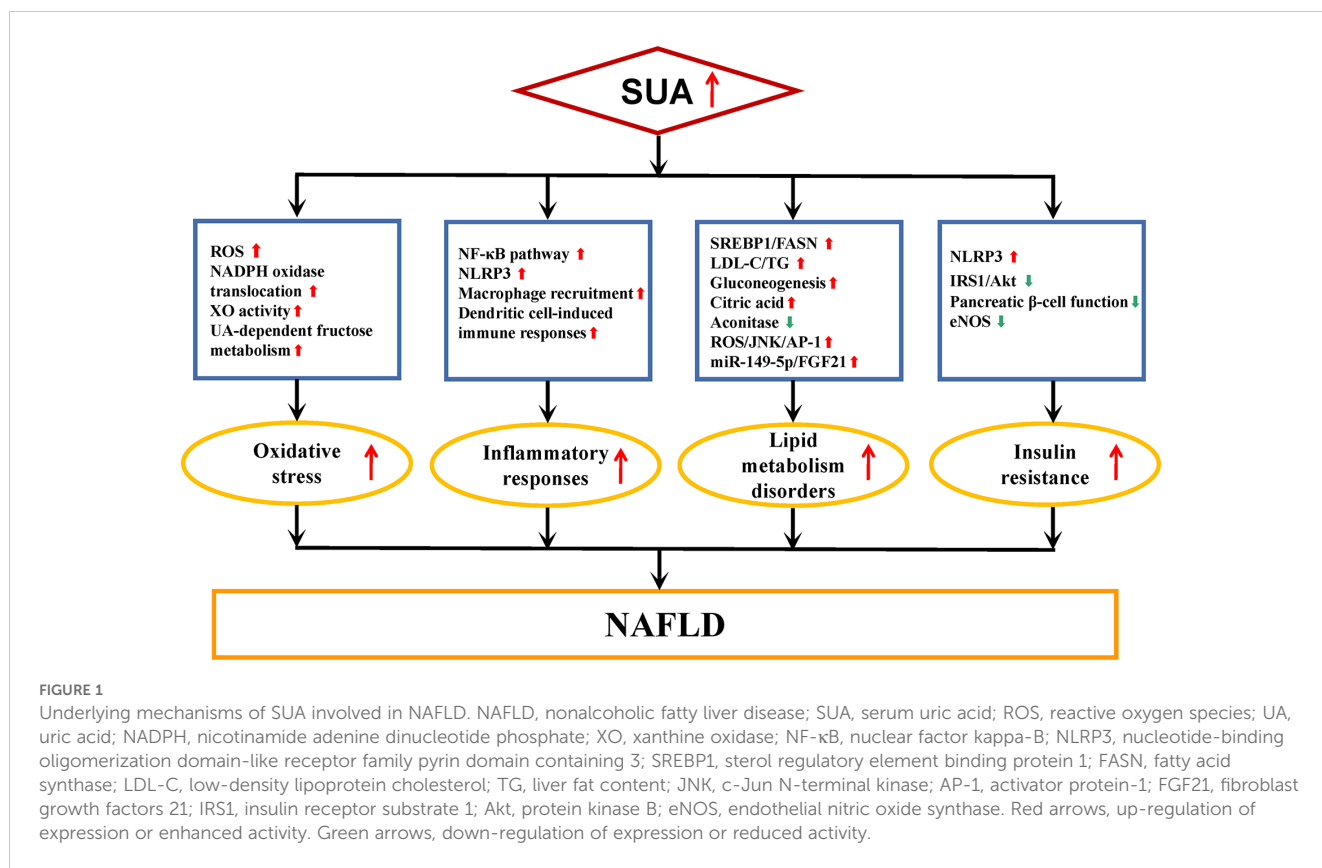 SUA ↑
ROS ↑
NADPH oxidase
translocation ↑
XO activity ↑
UA-dependent fructose
metabolism ↑
NF-κB pathway ↑
NLRP3 ↑
Macrophage recruitment ↑
Dendritic cell-induced
immune responses ↑
SREBP1/FASN ↑
LDL-C/TG ↑
Gluconeogenesis ↑
Citric acid ↑
Aconitase ↓
ROS/JNK/AP-1 ↑
miR-149-5p/FGF21 ↑
NLRP3 ↑
IRS1/Akt ↓
Pancreatic β-cell function ↓
eNOS ↓
Oxidative
stress ↑
Inflammatory
responses ↑
Lipid
metabolism
disorders ↑
Insulin
resistance ↑
NAFLD
FIGURE 1
Underlying mechanisms of SUA involved in NAFLD. NAFLD, nonalcoholic fatty liver disease; SUA, serum uric acid; ROS, reactive oxygen species; UA,
uric acid; NADPH, nicotinamide adenine dinucleotide phosphate; XO, xanthine oxidase; NF-κB, nuclear factor kappa-B; NLRP3, nucleotide-binding
oligomerization domain-like receptor family pyrin domain containing 3; SREBP1, sterol regulatory element binding protein 1; FASN, fatty acid
synthase; LDL-C, low-density lipoprotein cholesterol; TG, liver fat content; JNK, c-Jun N-terminal kinase; AP-1, activator protein-1; FGF21, fibroblast
growth factors 21; IRS1, insulin receptor substrate 1; Akt, protein kinase B; eNOS, endothelial nitric oxide synthase. Red arrows, up-regulation of
expression or enhanced activity. Green arrows, down-regulation of expression or reduced activity.